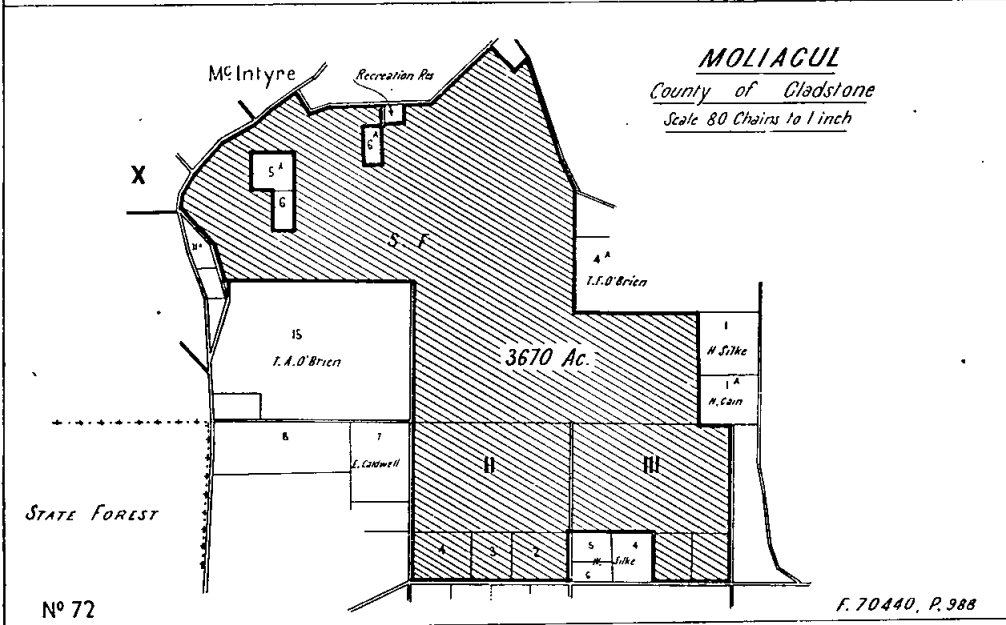 MOLIAGUL
County of Gladstone
Scale 80 Chains to 1 inch
McIntyre
Recreation Res
6A
5A
X
6
S. F
11A
4A
T.F.O'Brien
15
T.A.O'Brien
3670 Ac.
1
N Silke
1A
N. Cain
8
7
E. Caldwell
II
III
STATE FOREST
4
3
2
5
4
N. Silke
6
No 72
F. 70440, P. 988